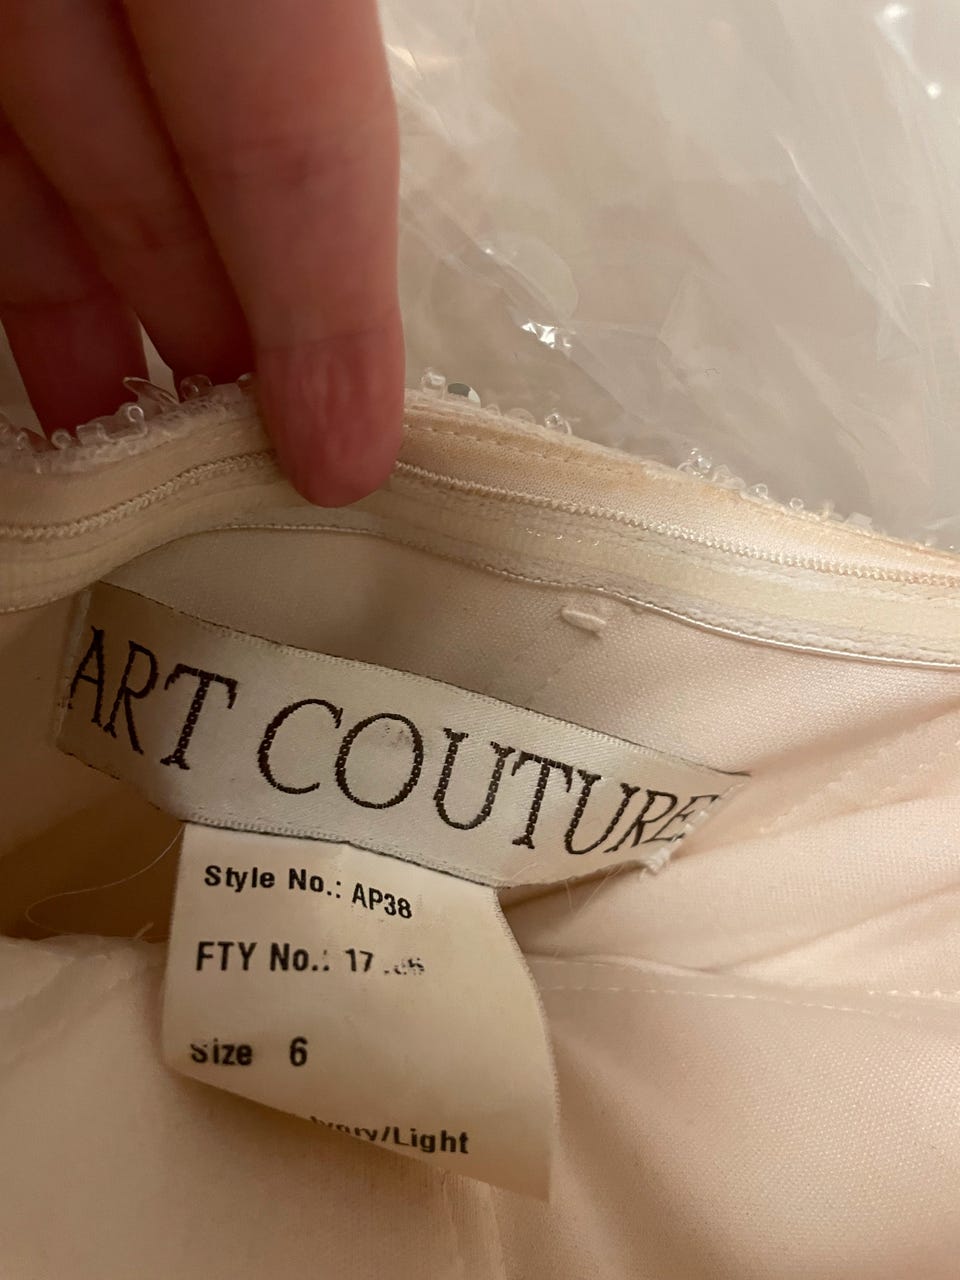 ART COUTURE
Style No.: AP38
FTY No.: 17
Size 6
Ivory/Light